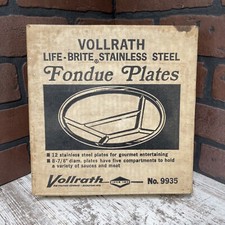 VOLLRATH
LIFE-BRITE STAINLESS STEEL
Fondue Plates
• 12 stainless steel plates for gourmet entertaining
• 8-7/8" diam. plates have five compartments to hold
a variety of sauces and meat
Vollrath
No. 9935